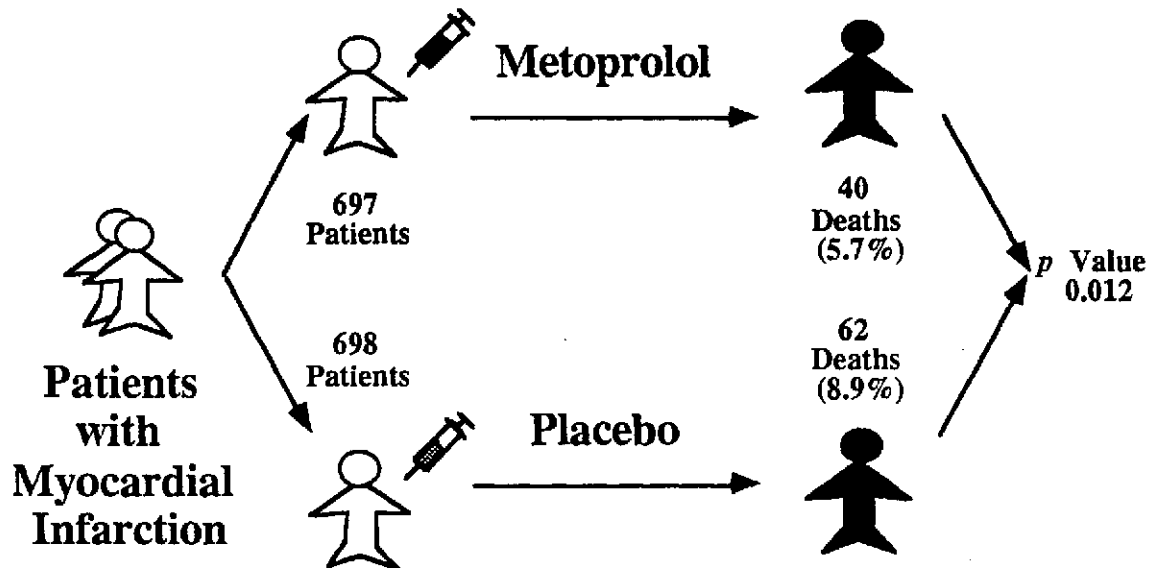 Metoprolol
697
Patients
40
Deaths
(5.7%)
p Value
0.012
Patients
with
Myocardial
Infarction
698
Patients
62
Deaths
(8.9%)
Placebo